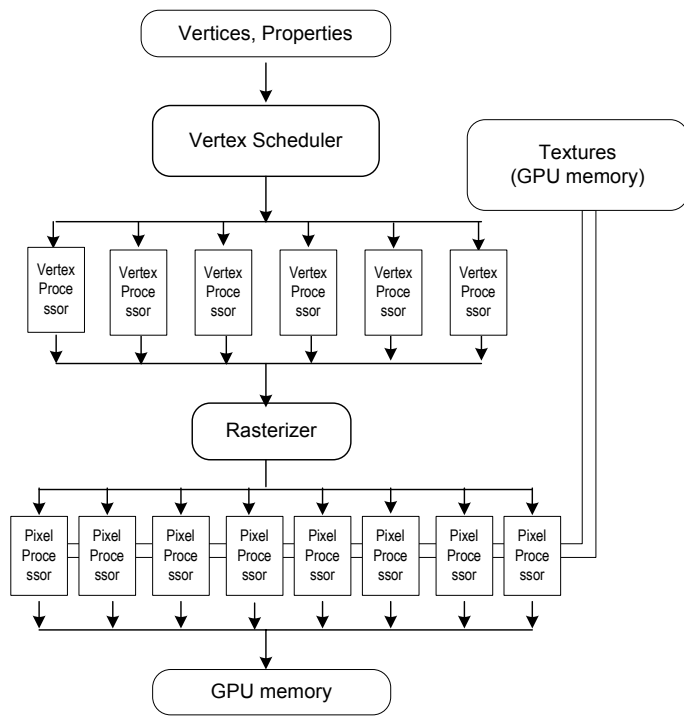 Vertices, Properties
Vertex Scheduler
Textures
(GPU memory)
Vertex
Proce
ssor
Vertex
Proce
ssor
Vertex
Proce
ssor
Vertex
Proce
ssor
Vertex
Proce
ssor
Vertex
Proce
ssor
Rasterizer
Pixel
Proce
ssor
Pixel
Proce
ssor
Pixel
Proce
ssor
Pixel
Proce
ssor
Pixel
Proce
ssor
Pixel
Proce
ssor
Pixel
Proce
ssor
Pixel
Proce
ssor
GPU memory